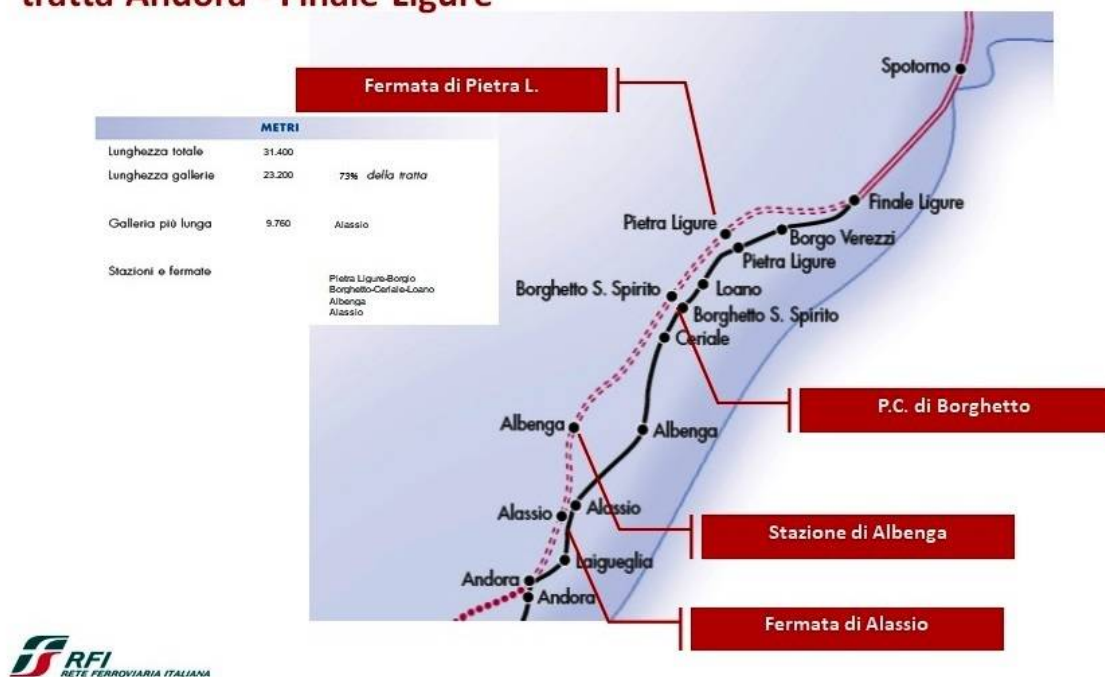 tratta Andora - Finale Ligure
Spotorno
Fermata di Pietra L.
METRI
Lunghezza totale 31.400
Lunghezza gallerie 23.200 73% della tratta
Galleria più lunga 9.760 Alassio
Stazioni e fermate
Pietra Ligure-Borgio
Borghetto-Ceriale-Loano
Albenga
Alassio
Finale Ligure
Pietra Ligure
Borgo Verezzi
Pietra Ligure
Borghetto S. Spirito
Loano
Borghetto S. Spirito
Ceriale
P.C. di Borghetto
Albenga
Albenga
Alassio
Alassio
Stazione di Albenga
Laigueglia
Andora
Andora
Fermata di Alassio
RFI
RETE FERROVIARIA ITALIANA